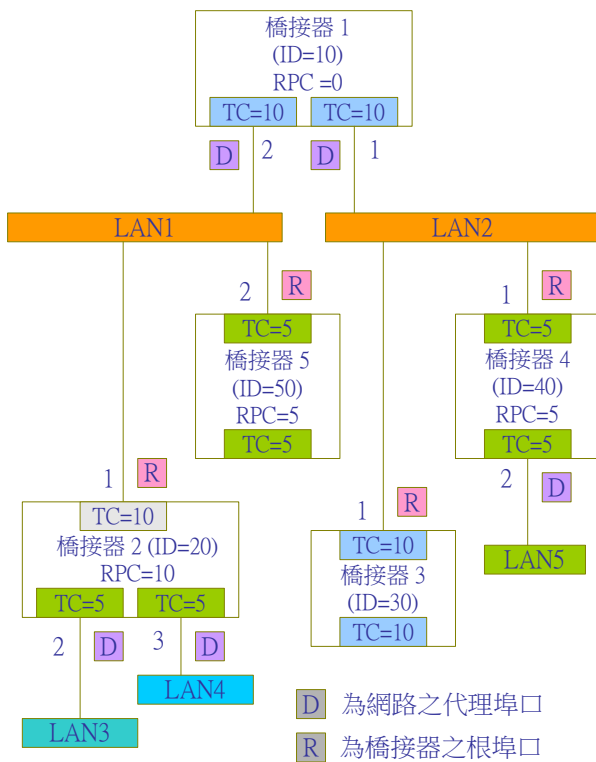 橋接器 1
(ID=10)
RPC =0
TC=10
TC=10
D
2
D
1
LAN1
LAN2
2
R
1
R
TC=5
橋接器 5
(ID=50)
RPC=5
TC=5
TC=5
橋接器 4
(ID=40)
RPC=5
TC=5
1
R
1
R
2
D
TC=10
橋接器 2 (ID=20)
RPC=10
TC=5
TC=5
TC=10
橋接器 3
(ID=30)
TC=10
LAN5
2
D
3
D
LAN4
LAN3
D 為網路之代理埠口
R 為橋接器之根埠口